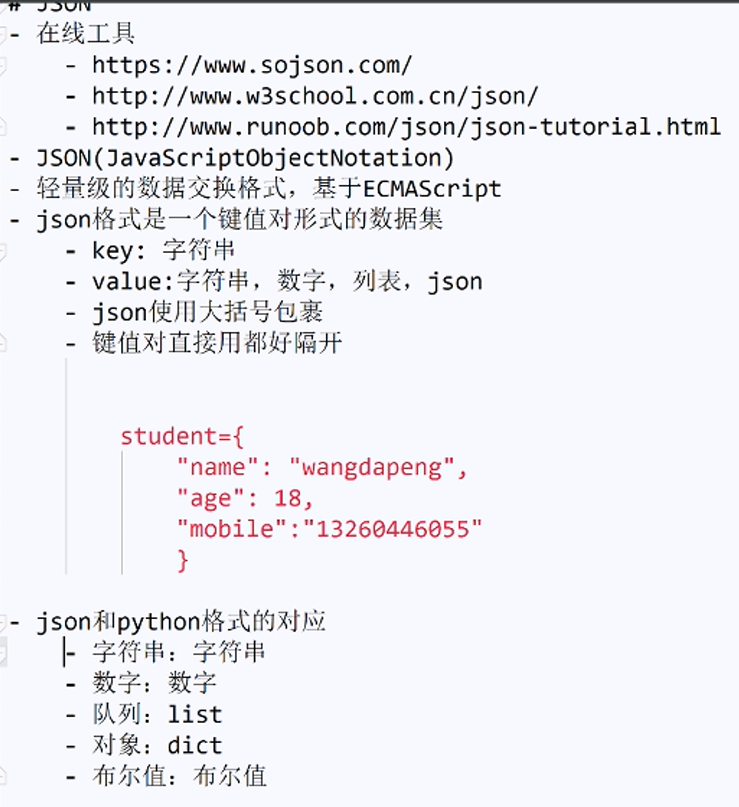 # JSON
- 在线工具
- https://www.sojson.com/
- http://www.w3school.com.cn/json/
- http://www.runoob.com/json/json-tutorial.html
- JSON(JavaScriptObjectNotation)
- 轻量级的数据交换格式，基于ECMAScript
- json格式是一个键值对形式的数据集
- key: 字符串
- value:字符串，数字，列表，json
- json使用大括号包裹
- 键值对直接用都好隔开
student={
"name": "wangdapeng",
"age": 18,
"mobile":"13260446055"
}
- json和python格式的对应
- 字符串：字符串
- 数字：数字
- 队列：list
- 对象：dict
- 布尔值：布尔值